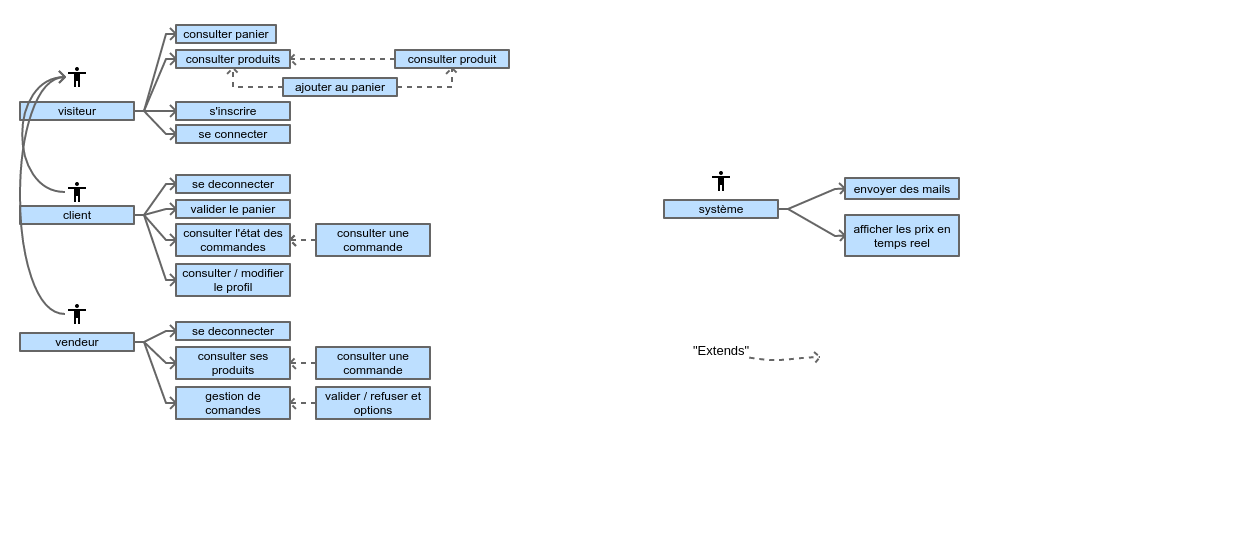 consulter panier
consulter produits
consulter produit
ajouter au panier
visiteur
s'inscrire
se connecter
se deconnecter
valider le panier
client
consulter l'état des
commandes
consulter une
commande
consulter / modifier
le profil
se deconnecter
vendeur
consulter ses
produits
consulter une
commande
gestion de
comandes
valider / refuser et
options
système
envoyer des mails
afficher les prix en
temps reel
"Extends"